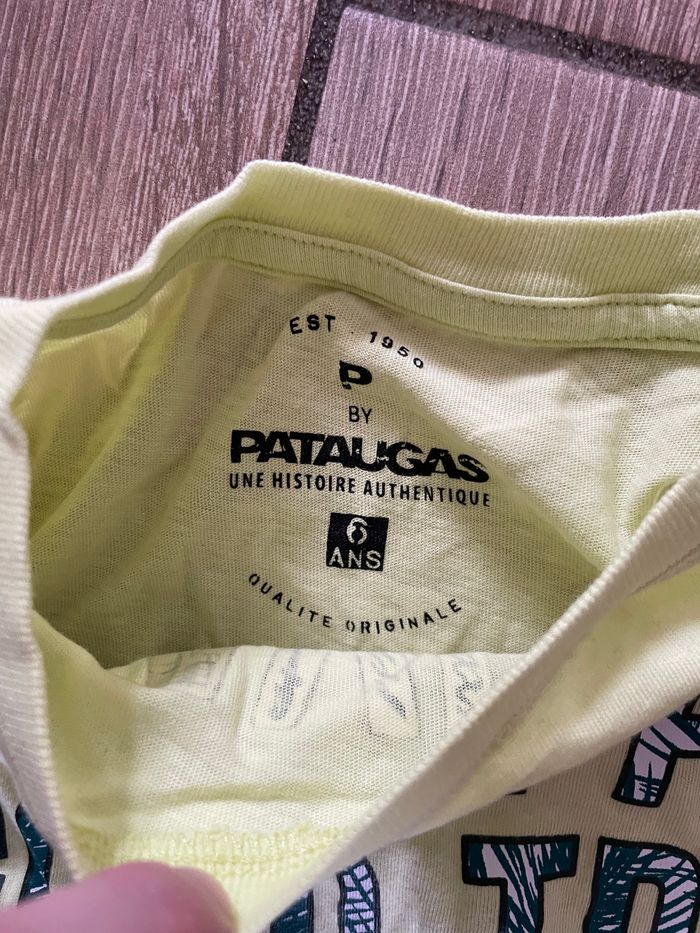 EST. 1950
P
BY
PATAUGAS
UNE HISTOIRE AUTHENTIQUE
6
ANS
QUALITE ORIGINALE